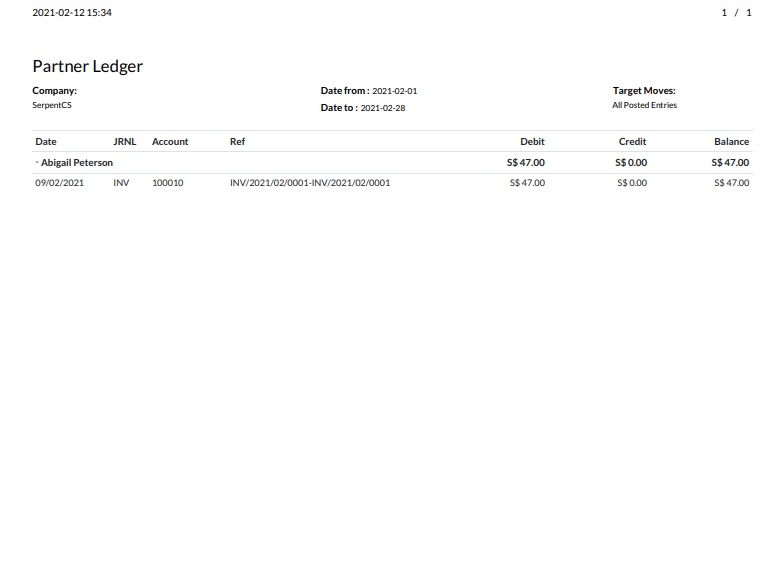 2021-02-12 15:34 1 / 1
Partner Ledger
Company: Date from : 2021-02-01 Target Moves:
SerpentCS Date to : 2021-02-28 All Posted Entries
Date JRNL Account Ref Debit Credit Balance
- Abigail Peterson S$ 47.00 S$ 0.00 S$ 47.00
09/02/2021 INV 100010 INV/2021/02/0001-INV/2021/02/0001 S$ 47.00 S$ 0.00 S$ 47.00